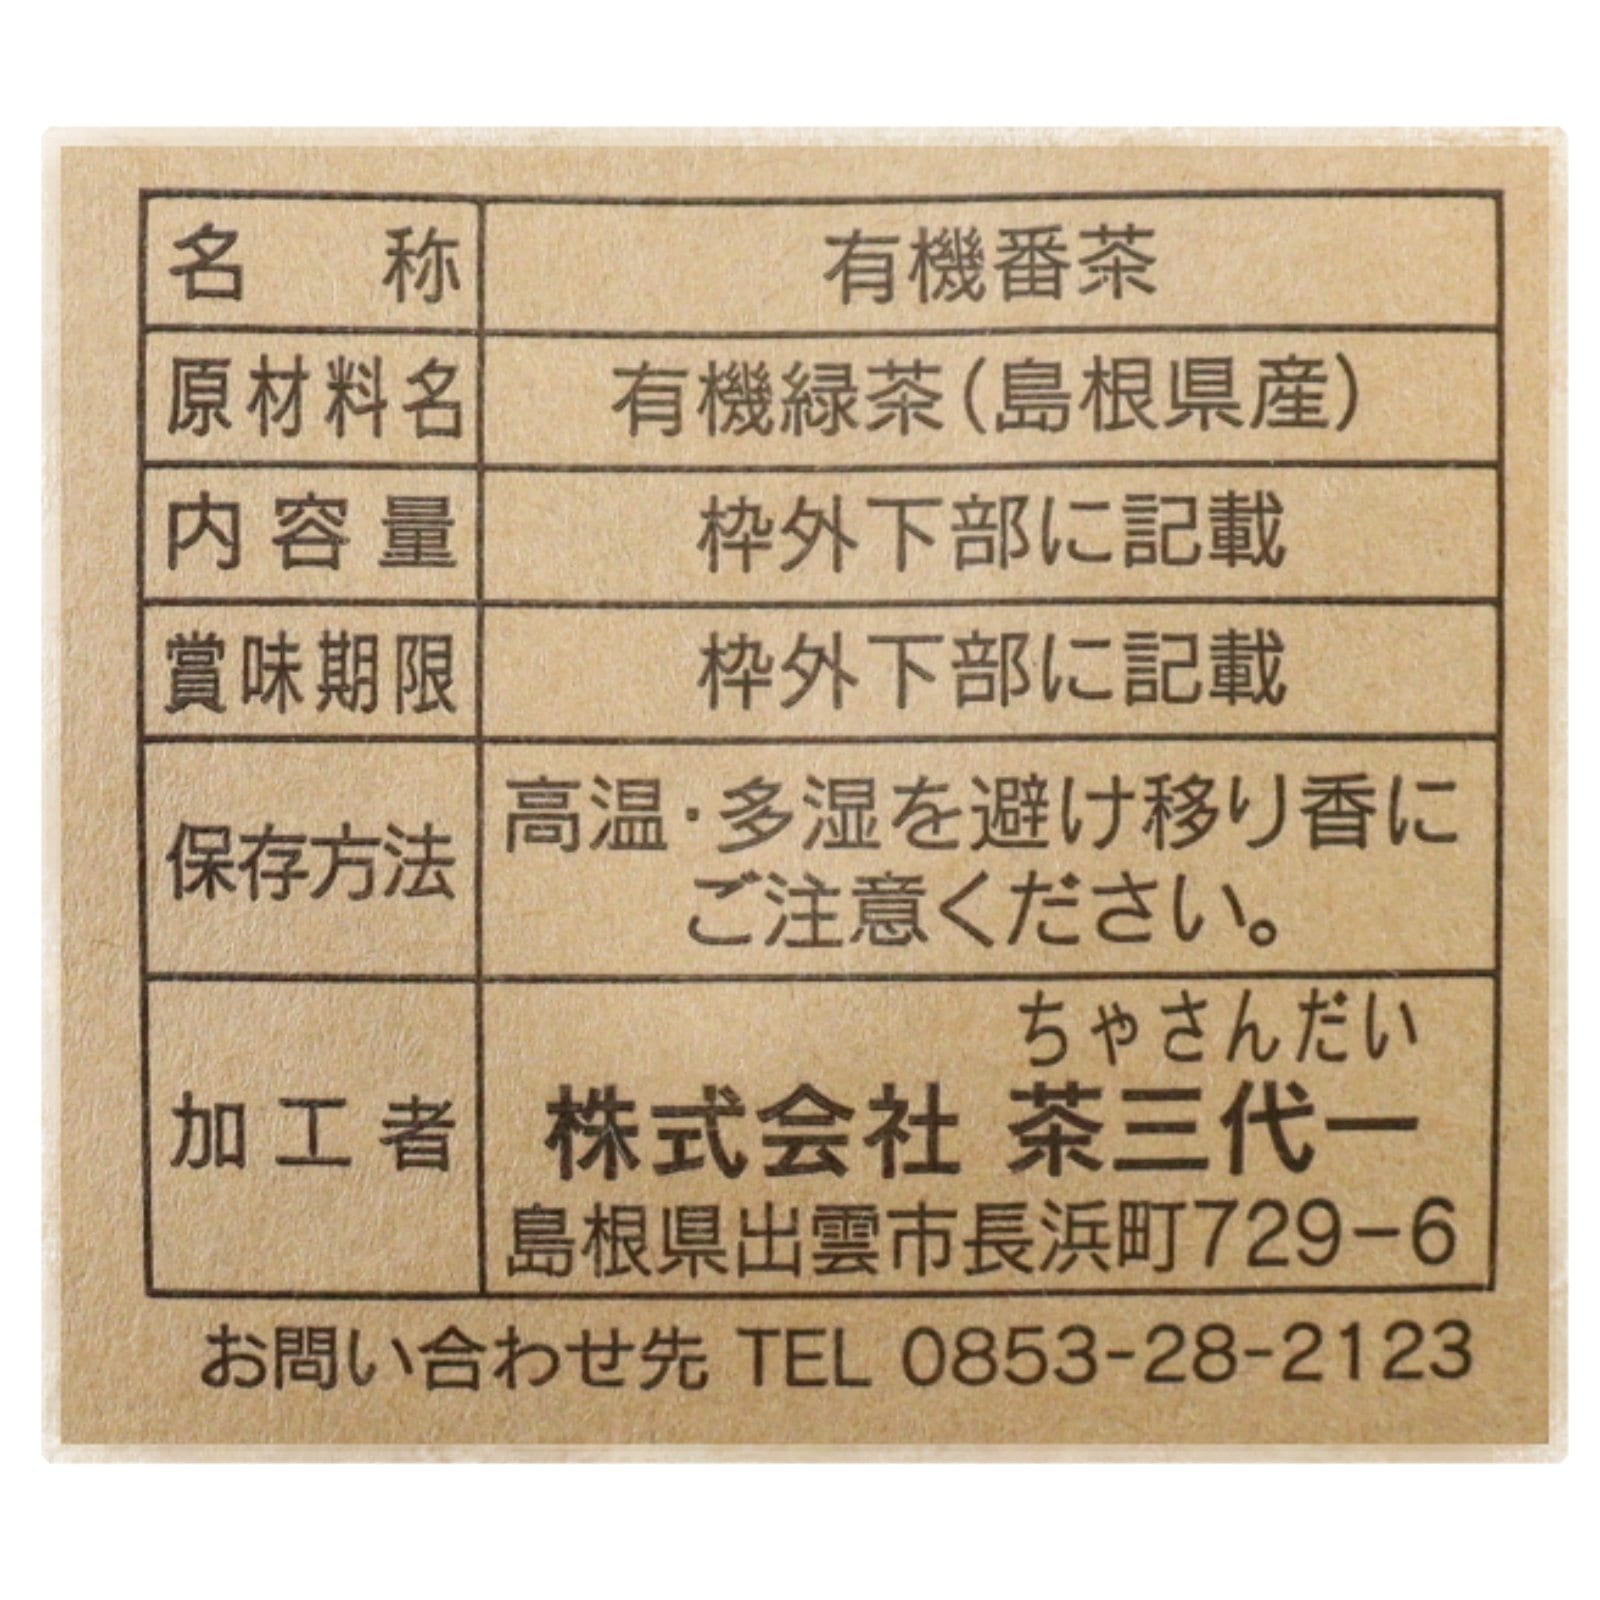 名称 有機番茶
原材料名 有機緑茶(島根県産)
内容量 枠外下部に記載
賞味期限 枠外下部に記載
保存方法 高温・多湿を避け移り香に
ご注意ください。
ちゃさんだい
加工者 株式会社 茶三代一
島根県出雲市長浜町729-6
お問い合わせ先 TEL 0853-28-2123